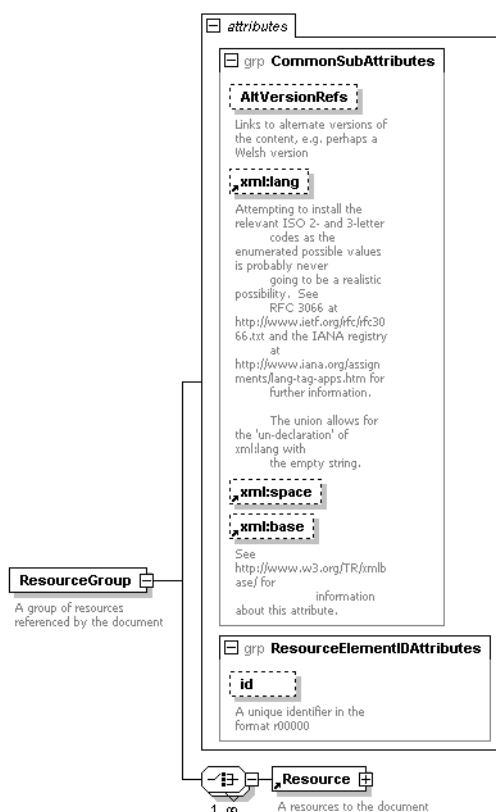 attributes
grp CommonSubAttributes
AltVersionRefs
Links to alternate versions of
the content, e.g. perhaps a
Welsh version
xml:lang
Attempting to install the
relevant ISO 2- and 3-letter
codes as the
enumerated possible values
is probably never
going to be a realistic
possibility.  See
RFC 3066 at
http://www.ietf.org/rfc/rfc30
66.txt and the IANA registry
at
http://www.iana.org/assign
ments/lang-tag-apps.htm for
further information.
The union allows for
the 'un-declaration' of
xml:lang with
the empty string.
xml:space
xml:base
See
http://www.w3.org/TR/xmlb
ase/ for
information
about this attribute.
ResourceGroup
A group of resources
referenced by the document
grp ResourceElementIDAttributes
id
A unique identifier in the
format r00000
Resource
1..∞
A resources to the document